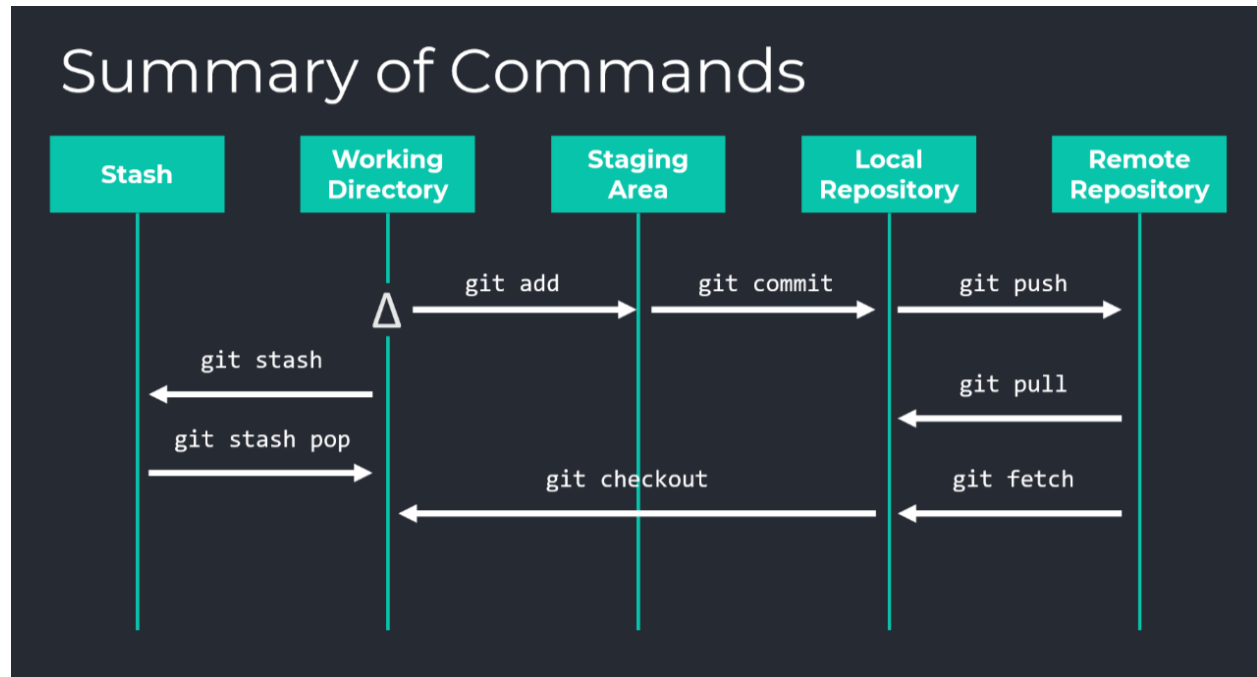 Summary of Commands
Stash
Working
Directory
Staging
Area
Local
Repository
Remote
Repository
git add
git commit
git push
Δ
git stash
git pull
git stash pop
git checkout
git fetch